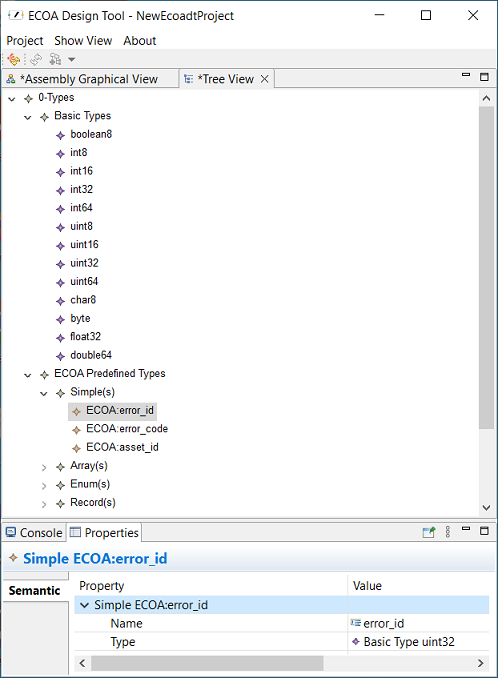 ECOA Design Tool - NewEcoadtProject
Project Show View About
*Assembly Graphical View *Tree View
0-Types
Basic Types
boolean8
int8
int16
int32
int64
uint8
uint16
uint32
uint64
char8
byte
float32
double64
ECOA Predefined Types
Simple(s)
ECOA:error_id
ECOA:error_code
ECOA:asset_id
Array(s)
Enum(s)
Record(s)
Console Properties
Simple ECOA:error_id
Semantic
Property Value
Simple ECOA:error_id
Name error_id
Type Basic Type uint32